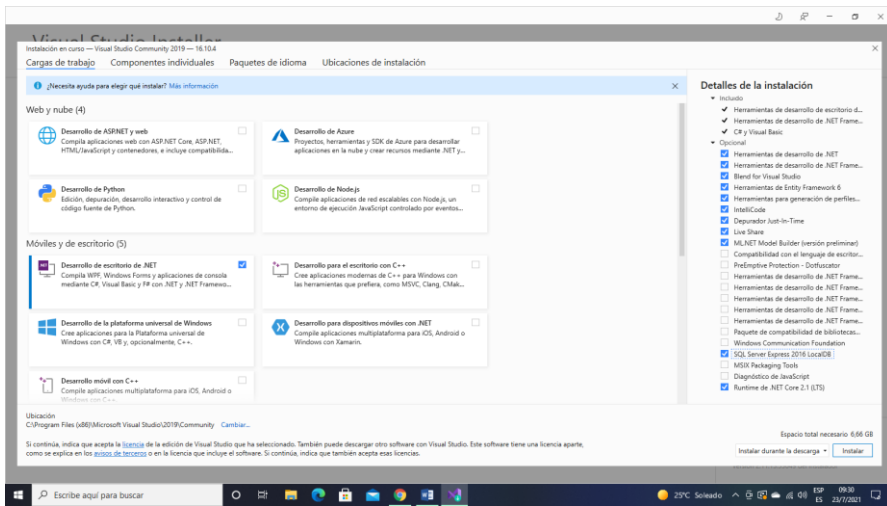 Visual Studio Installer
Instalación en curso — Visual Studio Community 2019 — 16.10.4
Cargas de trabajo Componentes individuales Paquetes de idioma Ubicaciones de instalación
¿Necesita ayuda para elegir qué instalar? Más información
Web y nube (4)
Desarrollo de ASP.NET y web
Compila aplicaciones web con ASP.NET Core, ASP.NET,
HTML/JavaScript y contenedores, e incluye compatibilida...
Desarrollo de Azure
Proyectos, herramientas y SDK de Azure para desarrollar
aplicaciones en la nube y crear recursos mediante .NET y...
Desarrollo de Python
Edición, depuración, desarrollo interactivo y control de
código fuente de Python.
Desarrollo de Node.js
Compile aplicaciones de red escalables con Node.js, un
entorno de ejecución JavaScript controlado por eventos...
Móviles y de escritorio (5)
Desarrollo de escritorio de .NET
Compila WPF, Windows Forms y aplicaciones de consola
mediante C#, Visual Basic y F# con .NET y .NET Framewo...
Desarrollo para el escritorio con C++
Cree aplicaciones modernas de C++ para Windows con
las herramientas que prefiera, como MSVC, Clang, CMak...
Desarrollo de la plataforma universal de Windows
Cree aplicaciones para la Plataforma universal de
Windows con C#, VB y, opcionalmente, C++.
Desarrollo para dispositivos móviles con .NET
Compile aplicaciones multiplataforma para iOS, Android o
Windows con Xamarin.
Desarrollo móvil con C++
Compile aplicaciones multiplataforma para iOS, Android o
Windows con C++.
Detalles de la instalación
Incluido
Herramientas de desarrollo de escritorio d...
Herramientas de desarrollo de .NET Frame...
C# y Visual Basic
Opcional
Herramientas de desarrollo de .NET
Herramientas de desarrollo de .NET Frame...
Blend for Visual Studio
Herramientas de Entity Framework 6
Herramientas para generación de perfiles...
IntelliCode
Depurador Just-In-Time
Live Share
ML.NET Model Builder (versión preliminar)
Compatibilidad con el lenguaje de escritor...
PreEmptive Protection - Dotfuscator
Herramientas de desarrollo de .NET Frame...
Herramientas de desarrollo de .NET Frame...
Herramientas de desarrollo de .NET Frame...
Herramientas de desarrollo de .NET Frame...
Herramientas de desarrollo de .NET Frame...
Paquete de compatibilidad de bibliotecas...
Windows Communication Foundation
SQL Server Express 2016 LocalDB
MSIX Packaging Tools
Diagnóstico de JavaScript
Runtime de .NET Core 2.1 (LTS)
Ubicación
C:\Program Files (x86)\Microsoft Visual Studio\2019\Community Cambiar...
Si continúa, indica que acepta la licencia de la edición de Visual Studio que ha seleccionado. También puede descargar otro software con Visual Studio. Este software tiene una licencia aparte,
como se explica en los avisos de terceros o en la licencia que incluye el software. Si continúa, indica que también acepta esas licencias.
Espacio total necesario 6,66 GB
Instalar durante la descarga Instalar
Escribe aquí para buscar
25°C Soleado
ESP
ES
09:30
23/7/2021